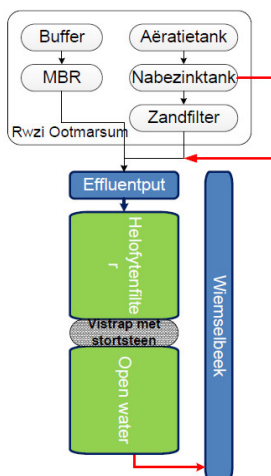 Buffer
Aëratietank
MBR
Nabezinktank
Zandfilter
Rwzi Ootmarsum
Effluentput
Helofytenfilte
r
Vistrap met
stortsteen
Open water
Wiemselbeek